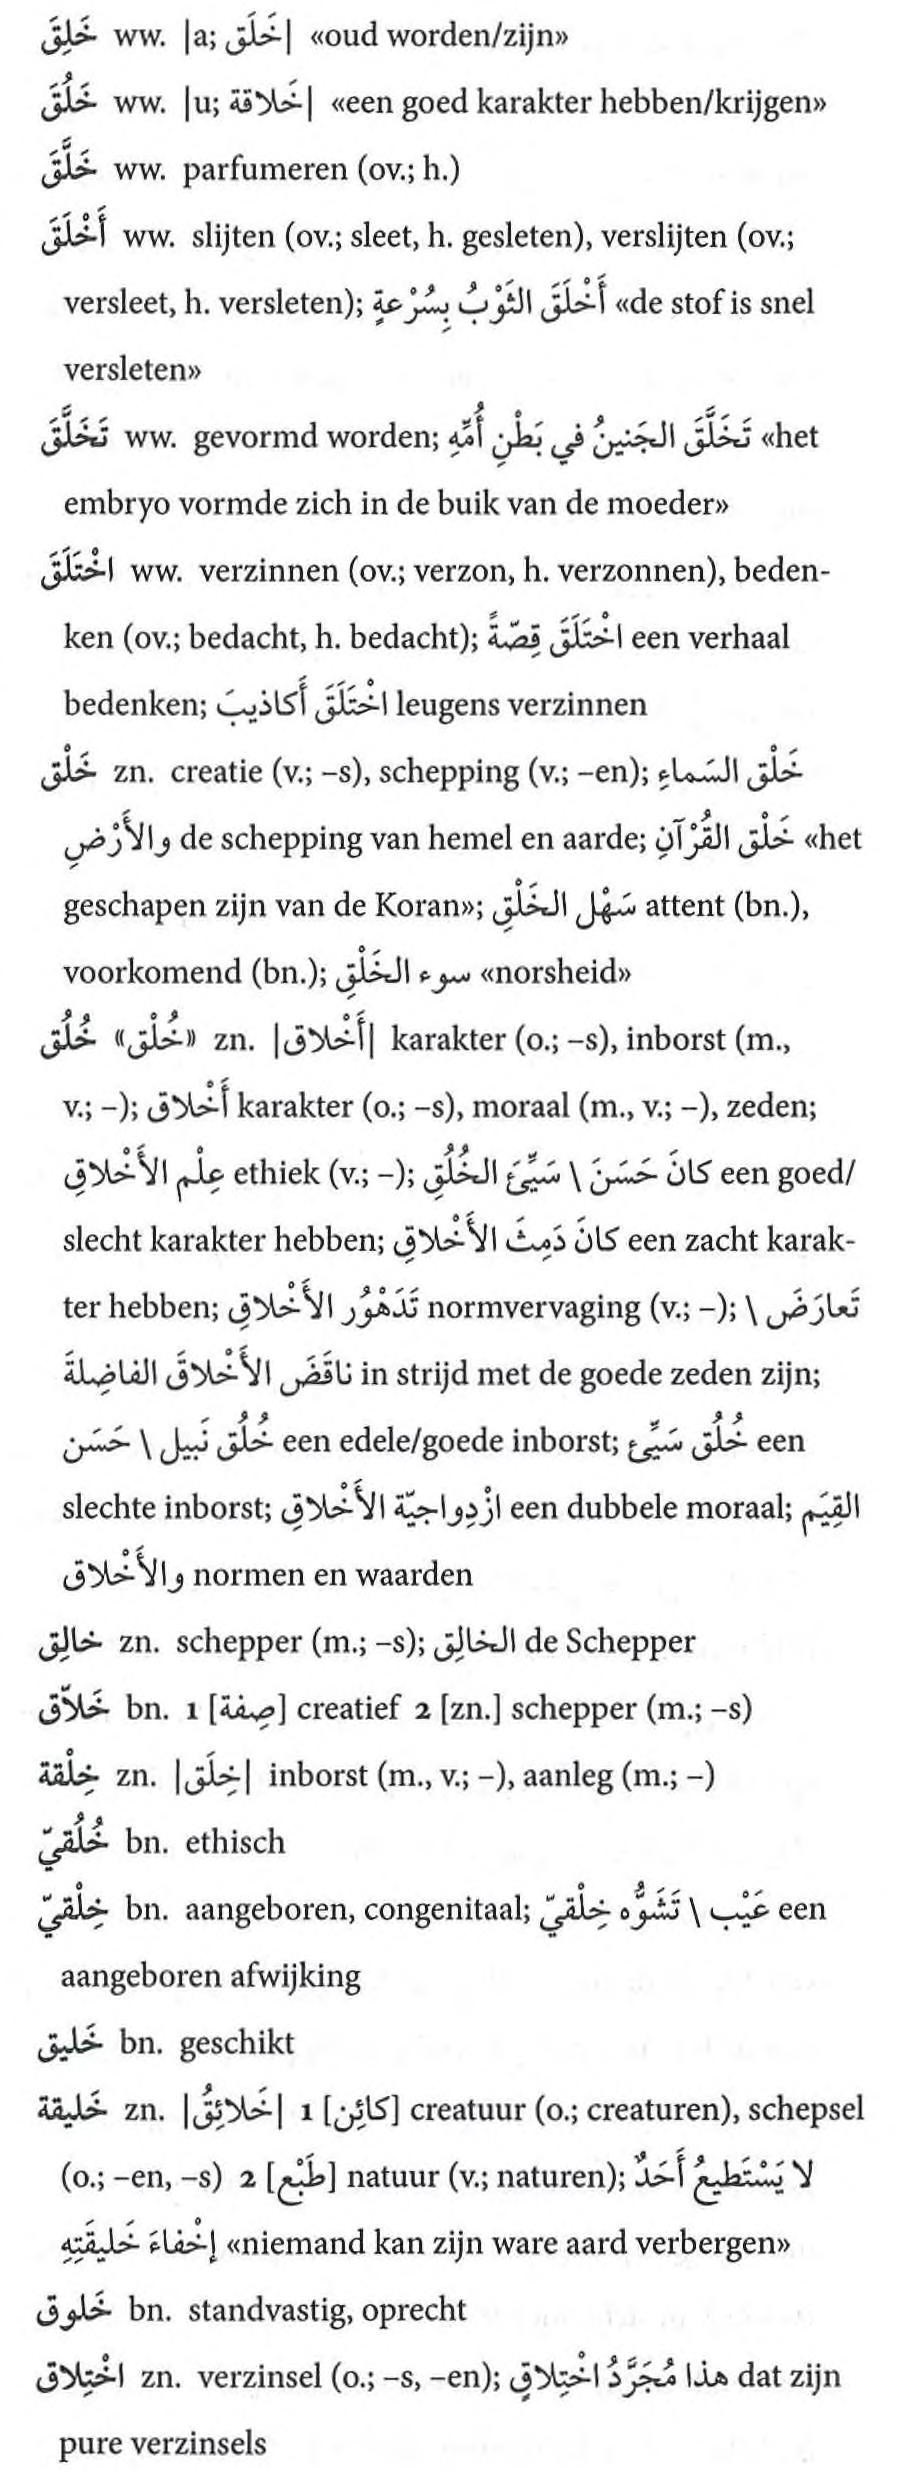 خَلِقَ ww. |a; خَلَق| «oud worden/zijn»
خَلُقَ ww. |u; خَلاقة| «een goed karakter hebben/krijgen»
خَلَّقَ ww. parfumeren (ov.; h.)
أَخْلَقَ ww. slijten (ov.; sleet, h. gesleten), verslijten (ov.;
versleet, h. versleten); أَخْلَقَ الثَوْبُ بِسُرْعةٍ «de stof is snel
versleten»
تَخَلَّقَ ww. gevormd worden; تَخَلَّقَ الجَنينُ في بَطْنِ أُمِّهِ «het
embryo vormde zich in de buik van de moeder»
اخْتَلَقَ ww. verzinnen (ov.; verzon, h. verzonnen), beden-
ken (ov.; bedacht, h. bedacht); اخْتَلَقَ قِصّةً een verhaal
bedenken; اخْتَلَقَ أَكاذيبَ leugens verzinnen
خَلْق zn. creatie (v.; –s), schepping (v.; –en); خَلْق السَماءِ
والأَرْضِ de schepping van hemel en aarde; خَلْق القُرْآنِ «het
geschapen zijn van de Koran»; سَهْل الخَلْقِ attent (bn.),
voorkomend (bn.); سوء الخَلْقِ «norsheid»
خُلُق «خُلْق» zn. |أَخْلاق| karakter (o.; –s), inborst (m.,
v.; –); أَخْلاق karakter (o.; –s), moraal (m., v.; –), zeden;
عِلْم الأَخْلاقِ ethiek (v.; –); كانَ حَسَنَ \ سَيِّئَ الخُلُقِ een goed/
slecht karakter hebben; كانَ دَمِثَ الأَخْلاقِ een zacht karak-
ter hebben; تَدَهْوُر الأَخْلاقِ normvervaging (v.; –); تَعارَضَ \
ناقَضَ الأَخْلاقَ الفاضِلةَ in strijd met de goede zeden zijn;
خُلُق نَبيل \ حَسَن een edele/goede inborst; خُلُق سَيِّئ een
slechte inborst; ازْدِواجيّة الأَخْلاقِ een dubbele moraal; القِيَم
والأَخْلاق normen en waarden
خالِق zn. schepper (m.; –s); الخالِق de Schepper
خَلاّق bn. 1 [صِفة] creatief 2 [zn.] schepper (m.; –s)
خِلْقة zn. |خِلَق| inborst (m., v.; –), aanleg (m.; –)
خُلُقيّ bn. ethisch
خِلْقيّ bn. aangeboren, congenitaal; عَيْب \ تَشَوُّه خِلْقيّ een
aangeboren afwijking
خَليق bn. geschikt
خَليقة zn. |خَلائِقُ| 1 [كائِن] creatuur (o.; creaturen), schepsel
(o.; –en, –s) 2 [طَبْع] natuur (v.; naturen); لا يَسْتَطيعُ أَحَدٌ
إخْفاءَ خَليقَتِهِ «niemand kan zijn ware aard verbergen»
خَلوق bn. standvastig, oprecht
اخْتِلاق zn. verzinsel (o.; –s, –en); هذا مُجَرَّدُ اخْتِلاقٍ dat zijn
pure verzinsels